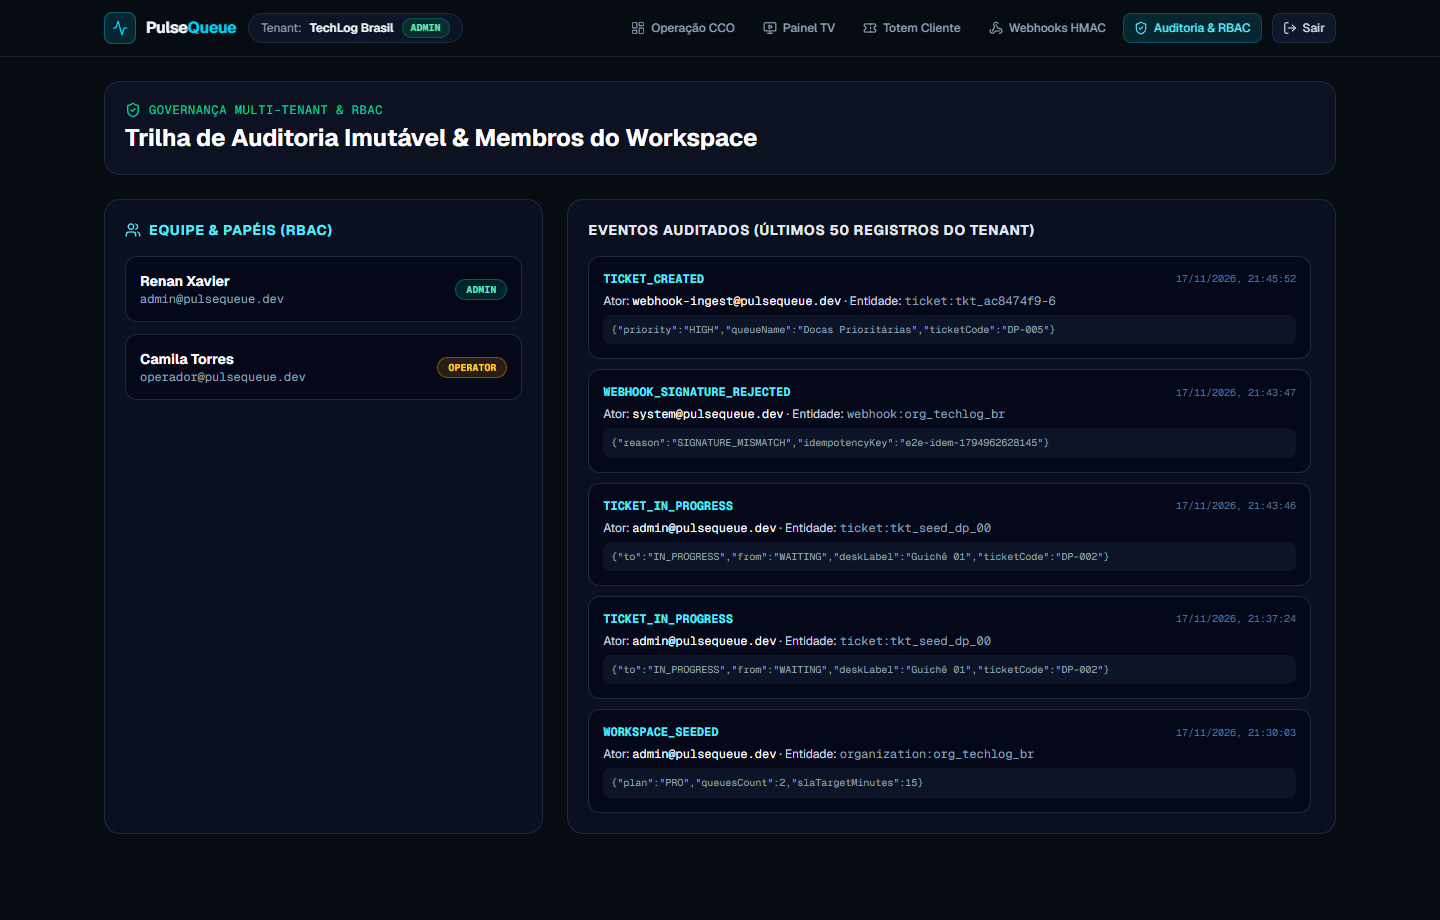 PulseQueue
Tenant: TechLog Brasil ADMIN
Operação CCO
Painel TV
Totem Cliente
Webhooks HMAC
Auditoria & RBAC
Sair
GOVERNANÇA MULTI-TENANT & RBAC
Trilha de Auditoria Imutável & Membros do Workspace
EQUIPE & PAPÉIS (RBAC)
Renan Xavier
admin@pulsequeue.dev
ADMIN
Camila Torres
operador@pulsequeue.dev
OPERATOR
EVENTOS AUDITADOS (ÚLTIMOS 50 REGISTROS DO TENANT)
TICKET_CREATED 17/11/2026, 21:45:52
Ator: webhook-ingest@pulsequeue.dev · Entidade: ticket:tkt_ac8474f9-6
{"priority":"HIGH","queueName":"Docas Prioritárias","ticketCode":"DP-005"}
WEBHOOK_SIGNATURE_REJECTED 17/11/2026, 21:43:47
Ator: system@pulsequeue.dev · Entidade: webhook:org_techlog_br
{"reason":"SIGNATURE_MISMATCH","idempotencyKey":"e2e-idem-1794962628145"}
TICKET_IN_PROGRESS 17/11/2026, 21:43:46
Ator: admin@pulsequeue.dev · Entidade: ticket:tkt_seed_dp_00
{"to":"IN_PROGRESS","from":"WAITING","deskLabel":"Guichê 01","ticketCode":"DP-002"}
TICKET_IN_PROGRESS 17/11/2026, 21:37:24
Ator: admin@pulsequeue.dev · Entidade: ticket:tkt_seed_dp_00
{"to":"IN_PROGRESS","from":"WAITING","deskLabel":"Guichê 01","ticketCode":"DP-002"}
WORKSPACE_SEEDED 17/11/2026, 21:30:03
Ator: admin@pulsequeue.dev · Entidade: organization:org_techlog_br
{"plan":"PRO","queuesCount":2,"slaTargetMinutes":15}